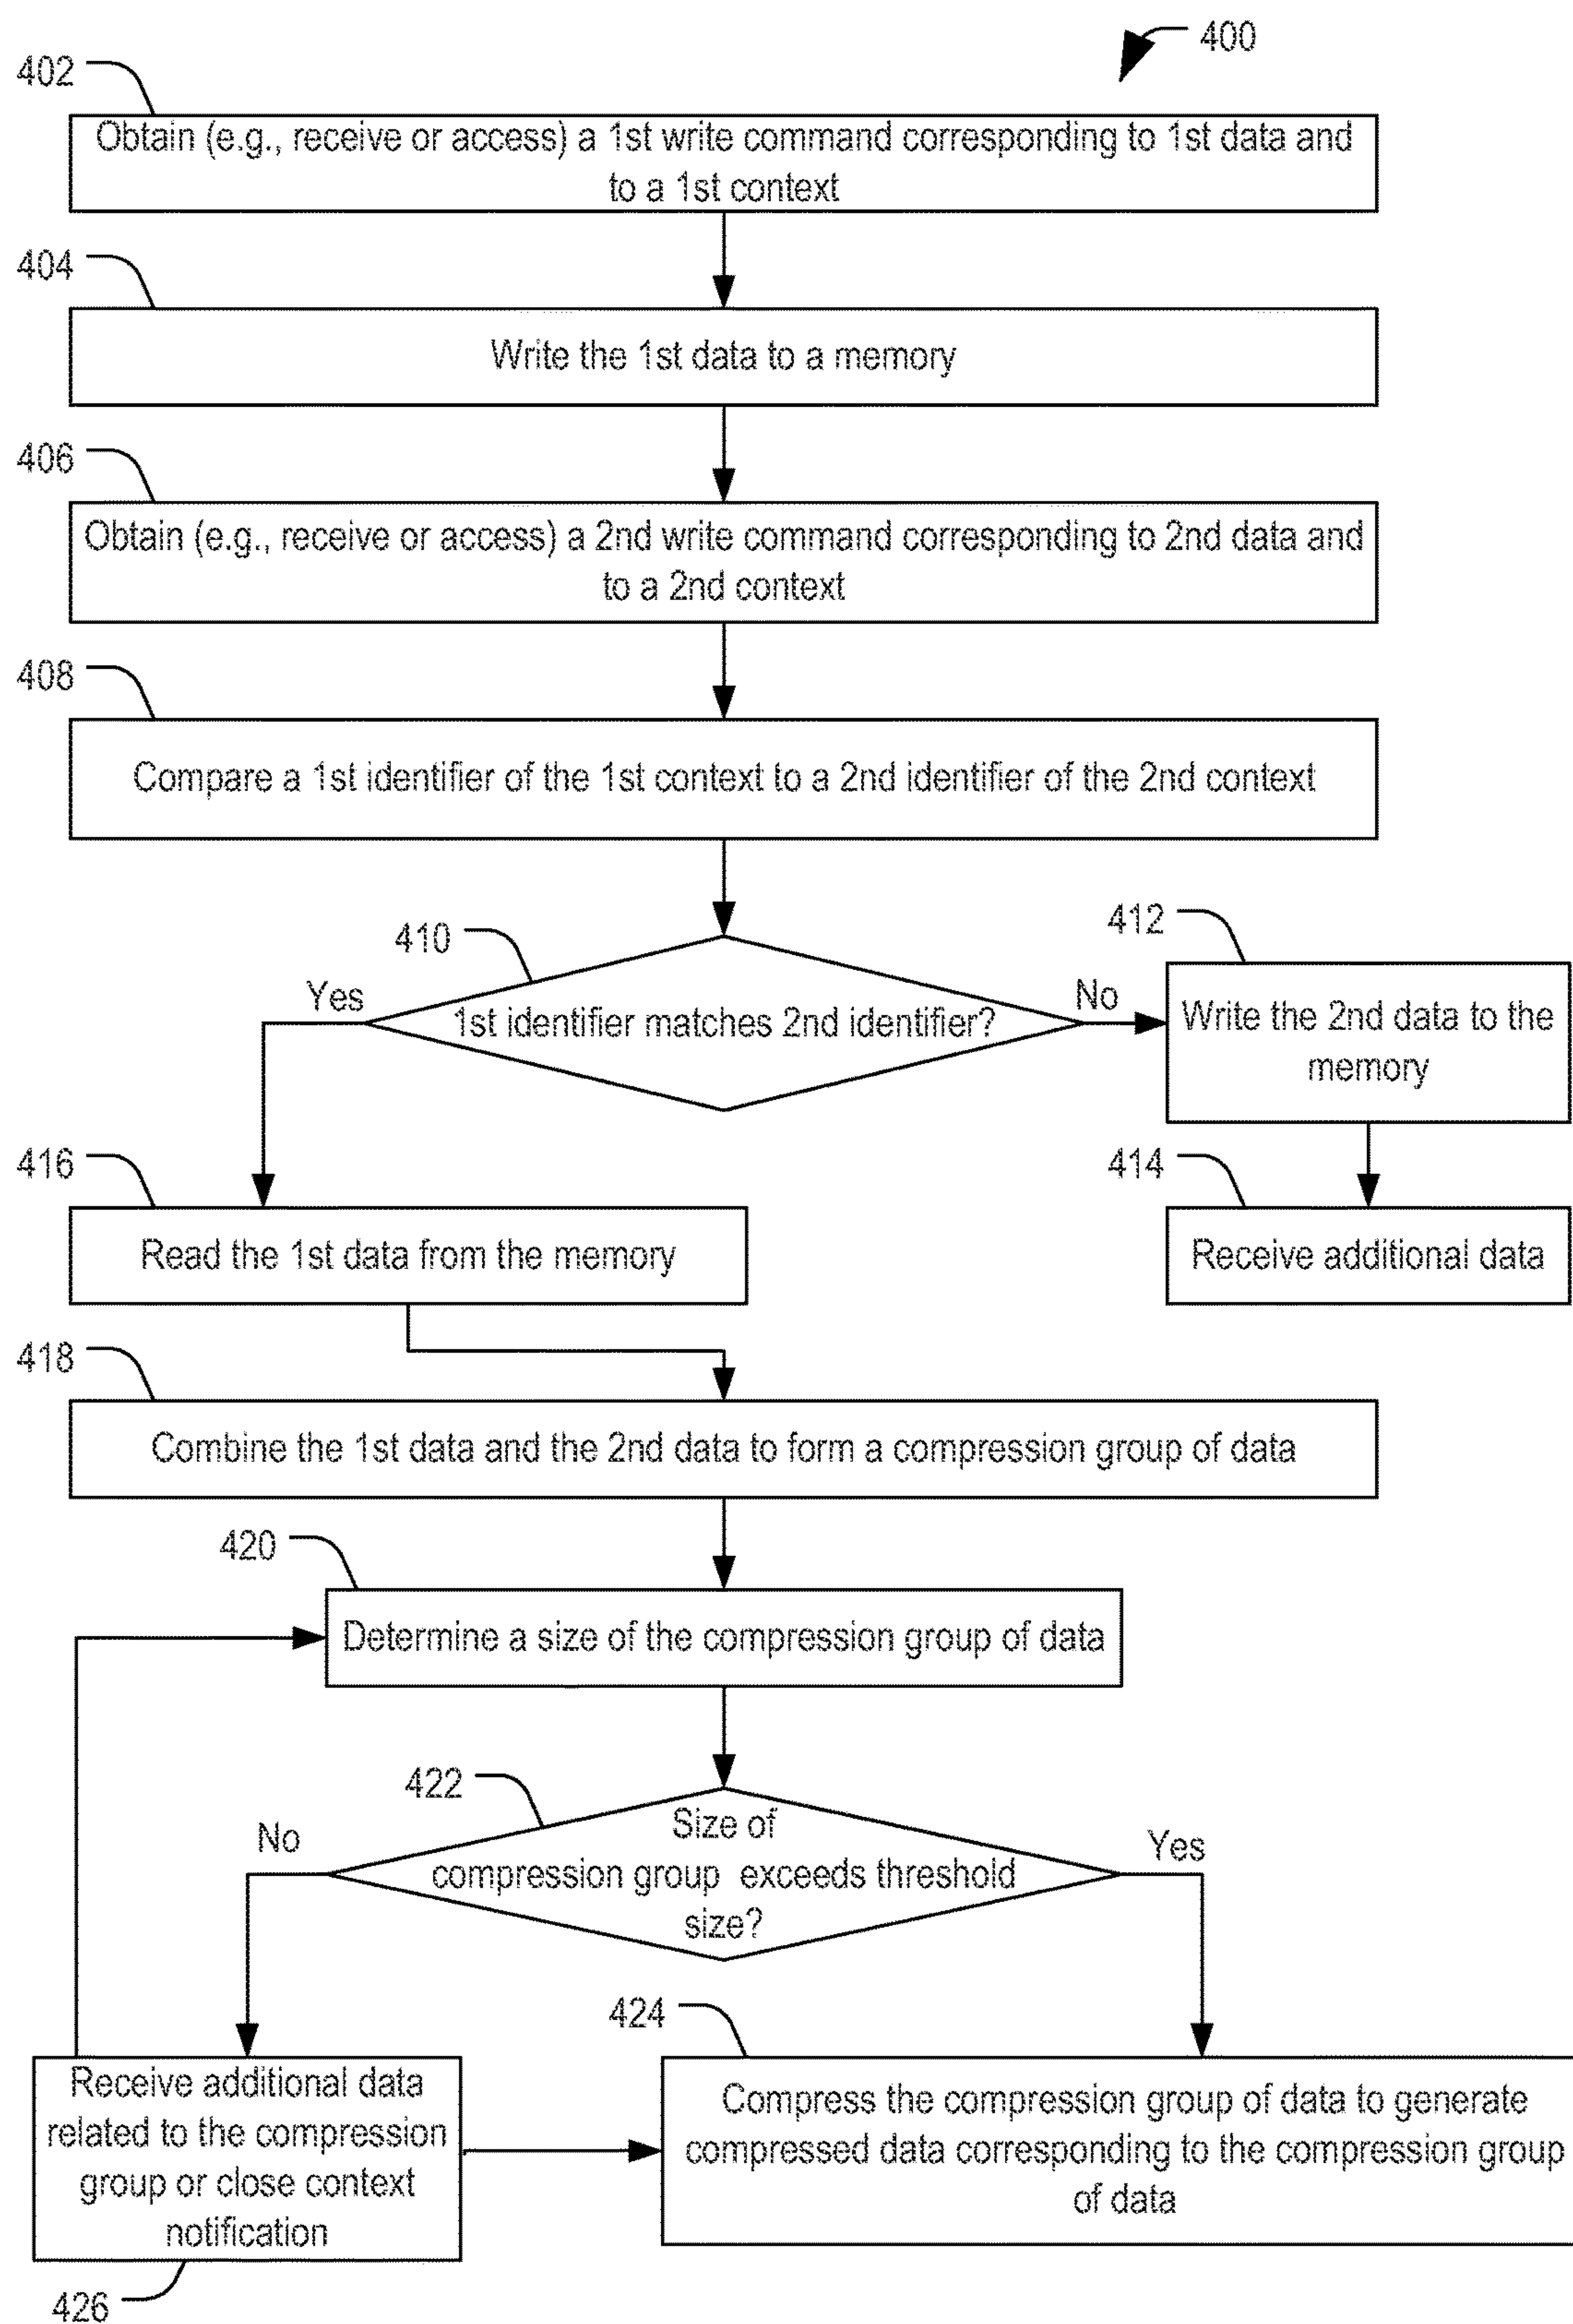 400
402
Obtain (e.g., receive or access) a 1st write command corresponding to 1st data and
to a 1st context
404
Write the 1st data to a memory
406
Obtain (e.g., receive or access) a 2nd write command corresponding to 2nd data and
to a 2nd context
408
Compare a 1st identifier of the 1st context to a 2nd identifier of the 2nd context
410
Yes
1st identifier matches 2nd identifier?
No
412
Write the 2nd data to the
memory
414
Receive additional data
416
Read the 1st data from the memory
418
Combine the 1st data and the 2nd data to form a compression group of data
420
Determine a size of the compression group of data
422
No
Size of
compression group exceeds threshold
size?
Yes
424
Compress the compression group of data to generate
compressed data corresponding to the compression group
of data
Receive additional data
related to the compression
group or close context
notification
426